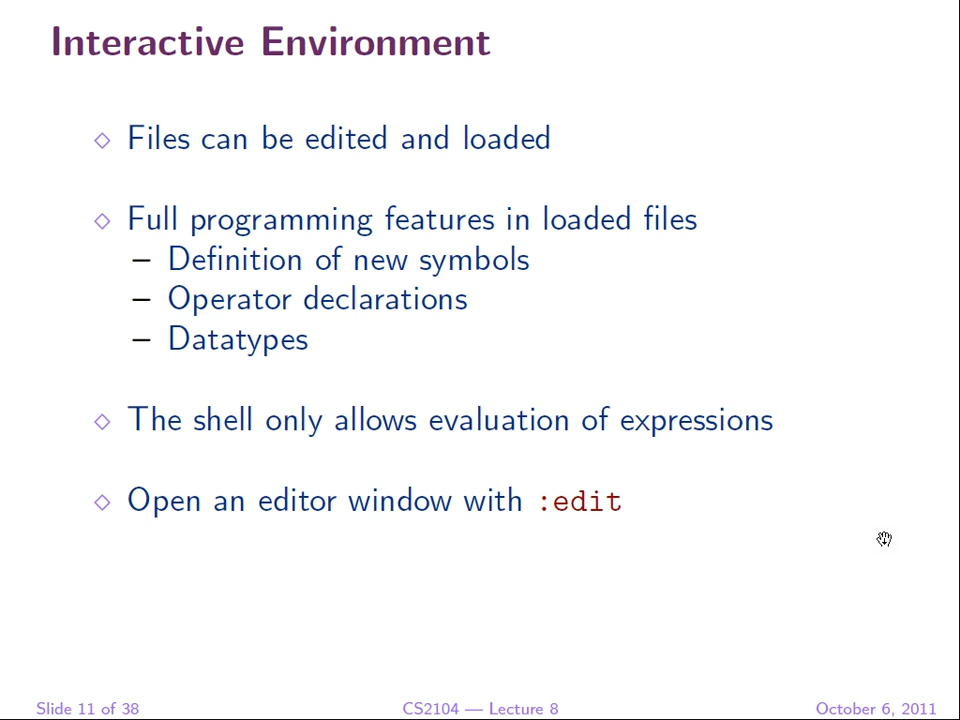 Interactive Environment
◇ Files can be edited and loaded
◇ Full programming features in loaded files
– Definition of new symbols
– Operator declarations
– Datatypes
◇ The shell only allows evaluation of expressions
◇ Open an editor window with :edit
Slide 11 of 38 CS2104 — Lecture 8 October 6, 2011